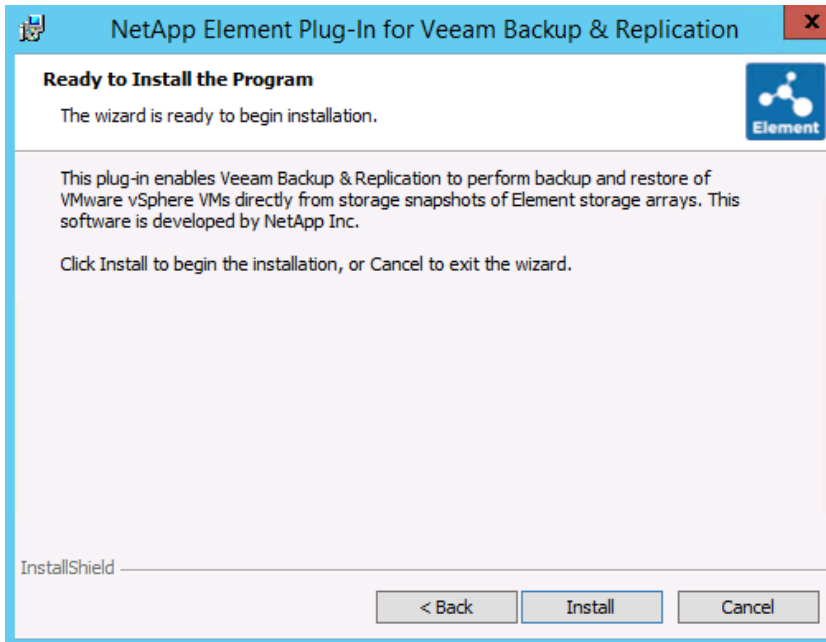 NetApp Element Plug-In for Veeam Backup & Replication
x
Ready to Install the Program
The wizard is ready to begin installation.
Element
This plug-in enables Veeam Backup & Replication to perform backup and restore of
VMware vSphere VMs directly from storage snapshots of Element storage arrays. This
software is developed by NetApp Inc.
Click Install to begin the installation, or Cancel to exit the wizard.
InstallShield
< Back Install Cancel